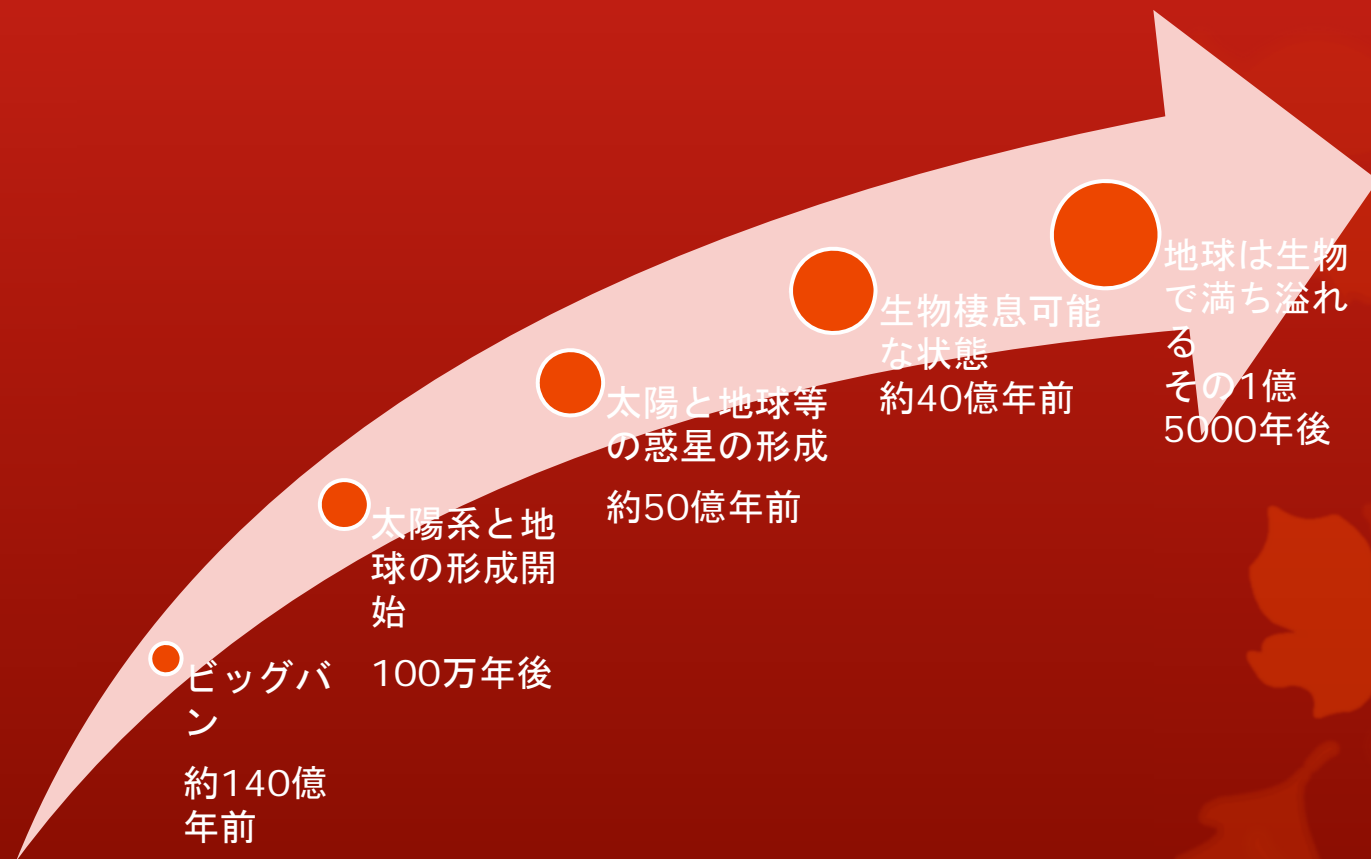 ビッグバ
ン
約140億
年前
太陽系と地
球の形成開
始
100万年後
太陽と地球等
の惑星の形成
約50億年前
生物棲息可能
な状態
約40億年前
地球は生物
で満ち溢れ
る
その1億
5000年後